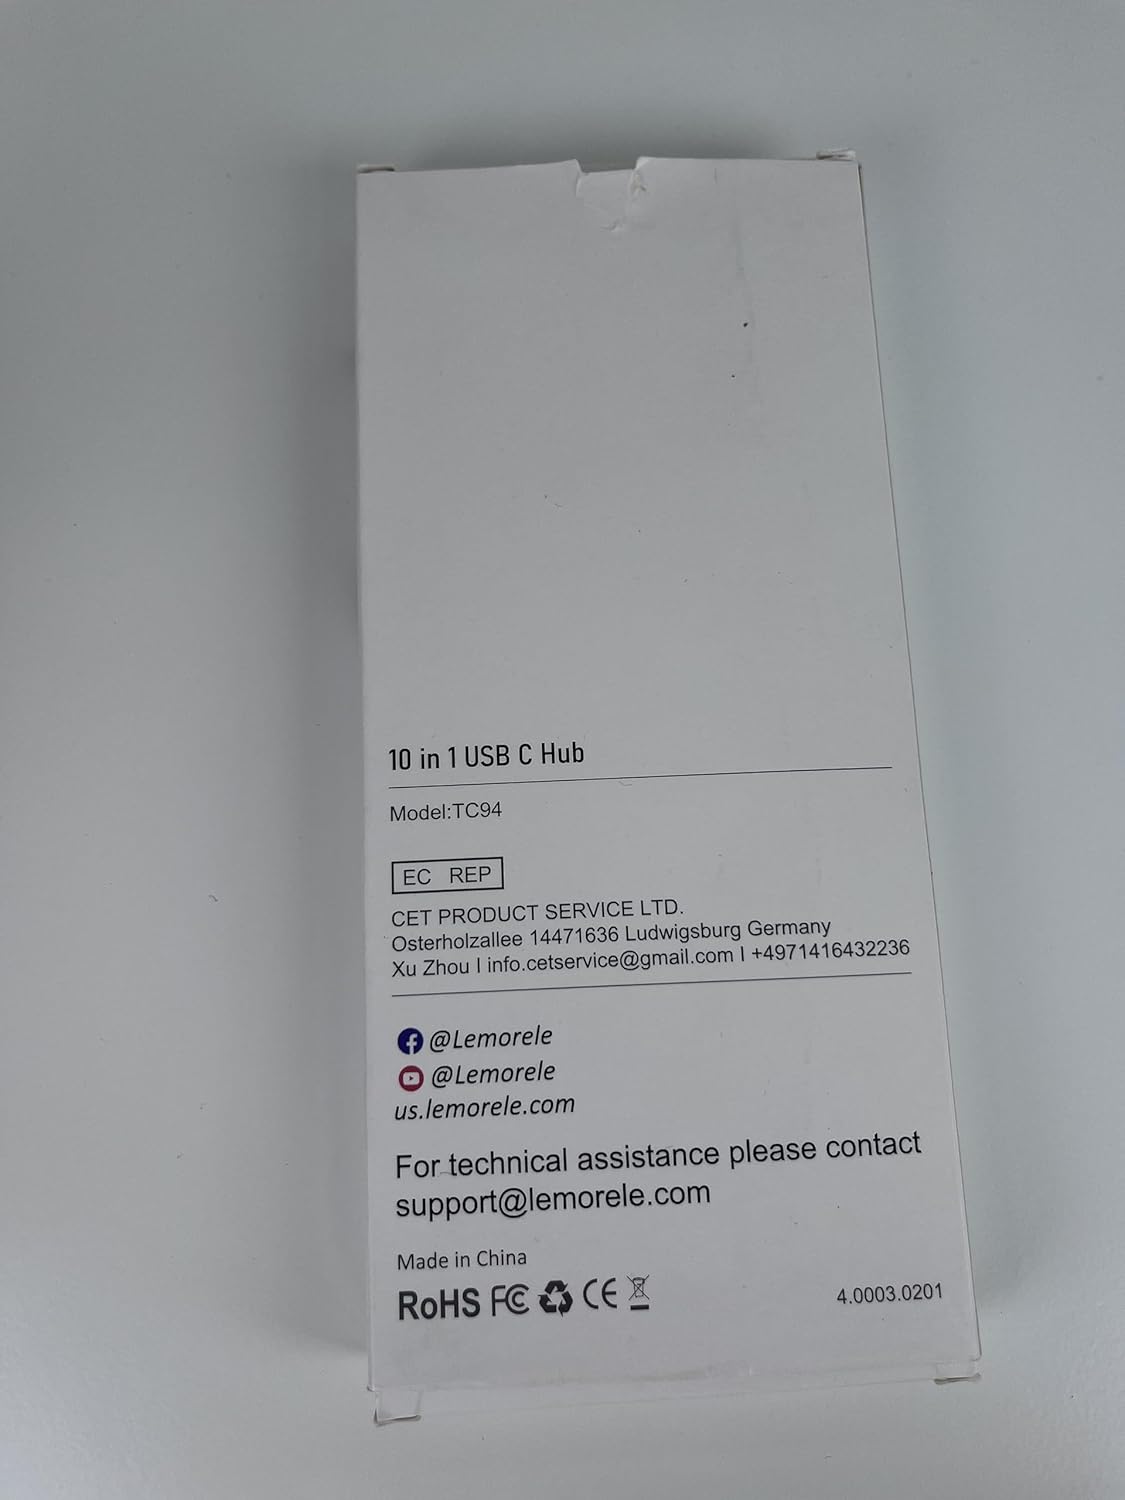 10 in 1 USB C Hub
Model:TC94
EC REP
CET PRODUCT SERVICE LTD.
Osterholzallee 14471636 Ludwigsburg Germany
Xu Zhou I info.cetservice@gmail.com I +4971416432236
@Lemorele
@Lemorele
us.lemorele.com
For technical assistance please contact
support@lemorele.com
Made in China
RoHS FC CE
4.0003.0201